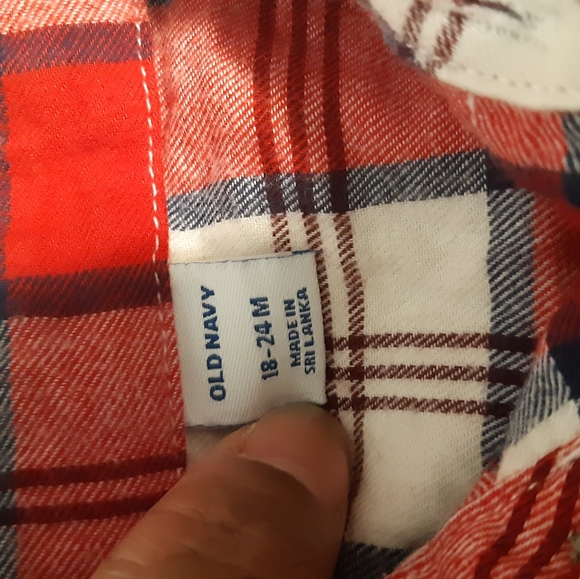 OLD NAVY
18-24 M
MADE IN
SRI LANKA